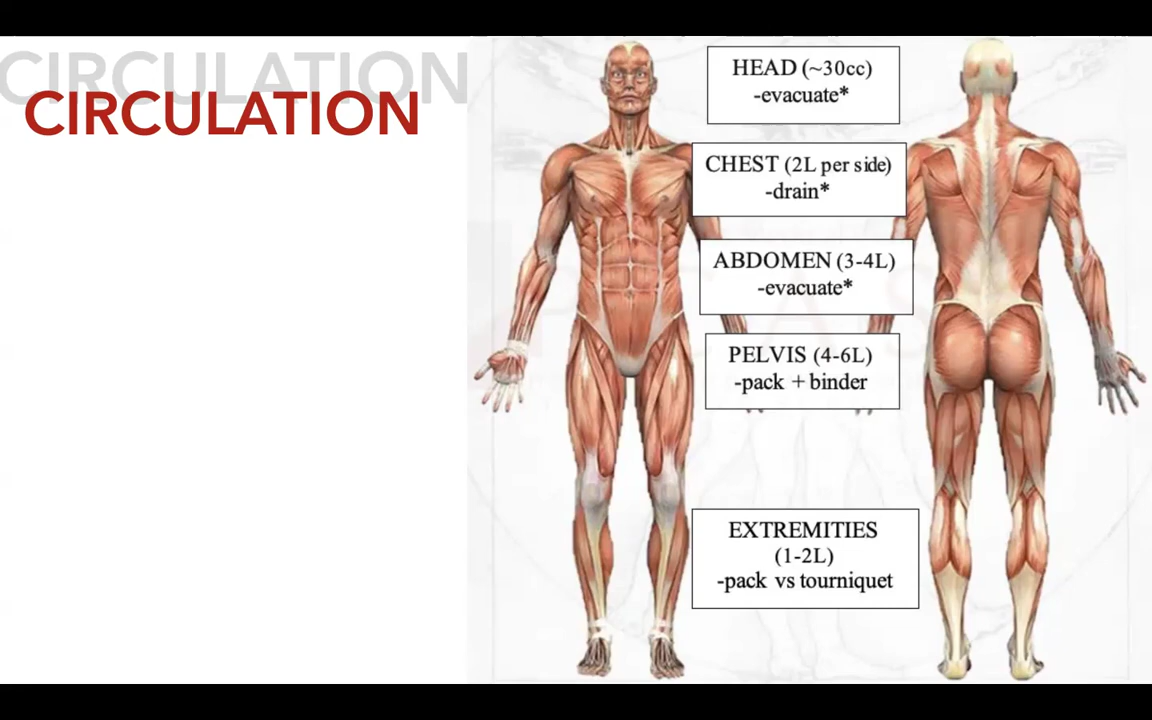 CIRCULATION
CIRCULATION
HEAD (~30cc)
-evacuate*
CHEST (2L per side)
-drain*
ABDOMEN (3-4L)
-evacuate*
PELVIS (4-6L)
-pack + binder
EXTREMITIES
(1-2L)
-pack vs tourniquet